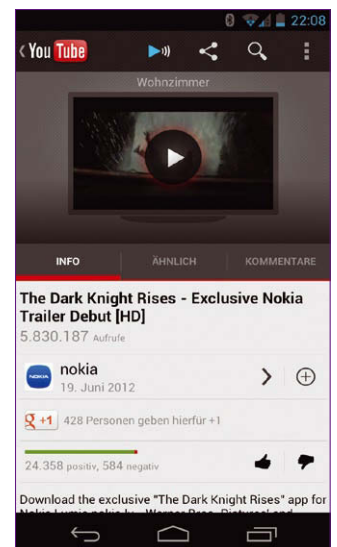 22:08
You Tube
Wohnzimmer
INFO
ÄHNLICH
KOMMENTARE
The Dark Knight Rises - Exclusive Nokia
Trailer Debut [HD]
5.830.187 Aufrufe
NOKIA
nokia
19. Juni 2012
g +1
428 Personen geben hierfür +1
24.358 positiv, 584 negativ
Download the exclusive "The Dark Knight Rises" app for